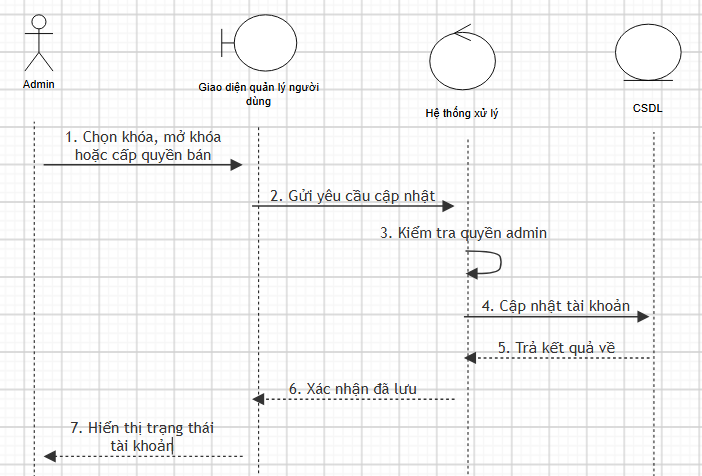 Admin
Giao diện quản lý người
dùng
Hệ thống xử lý
CSDL
1. Chọn khóa, mở khóa
hoặc cấp quyền bán
2. Gửi yêu cầu cập nhật
3. Kiểm tra quyền admin
4. Cập nhật tài khoản
5. Trả kết quả về
6. Xác nhận đã lưu
7. Hiển thị trạng thái
tài khoản